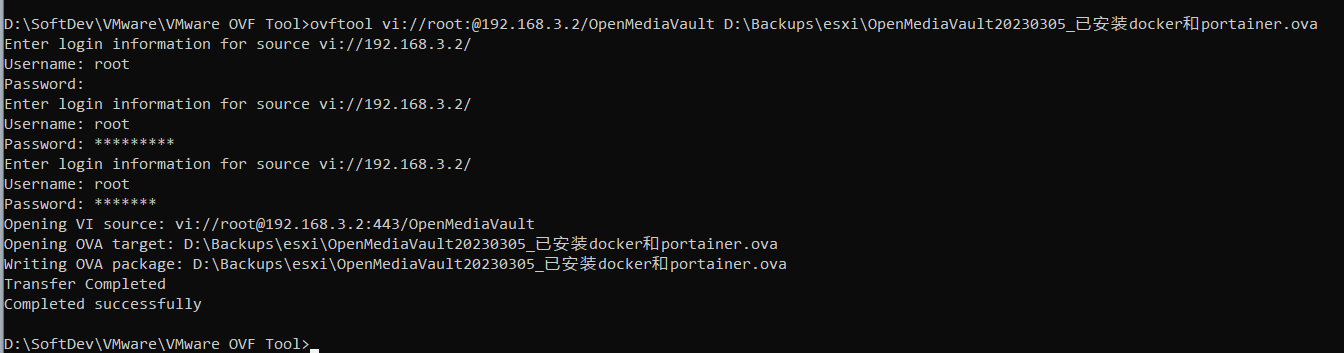 D:\SoftDev\VMware\VMware OVF Tool>ovftool vi://root:@192.168.3.2/OpenMediaVault D:\Backups\esxi\OpenMediaVault20230305_已安装docker和portainer.ova
Enter login information for source vi://192.168.3.2/
Username: root
Password:
Enter login information for source vi://192.168.3.2/
Username: root
Password: *********
Enter login information for source vi://192.168.3.2/
Username: root
Password: *******
Opening VI source: vi://root@192.168.3.2:443/OpenMediaVault
Opening OVA target: D:\Backups\esxi\OpenMediaVault20230305_已安装docker和portainer.ova
Writing OVA package: D:\Backups\esxi\OpenMediaVault20230305_已安装docker和portainer.ova
Transfer Completed
Completed successfully
D:\SoftDev\VMware\VMware OVF Tool>